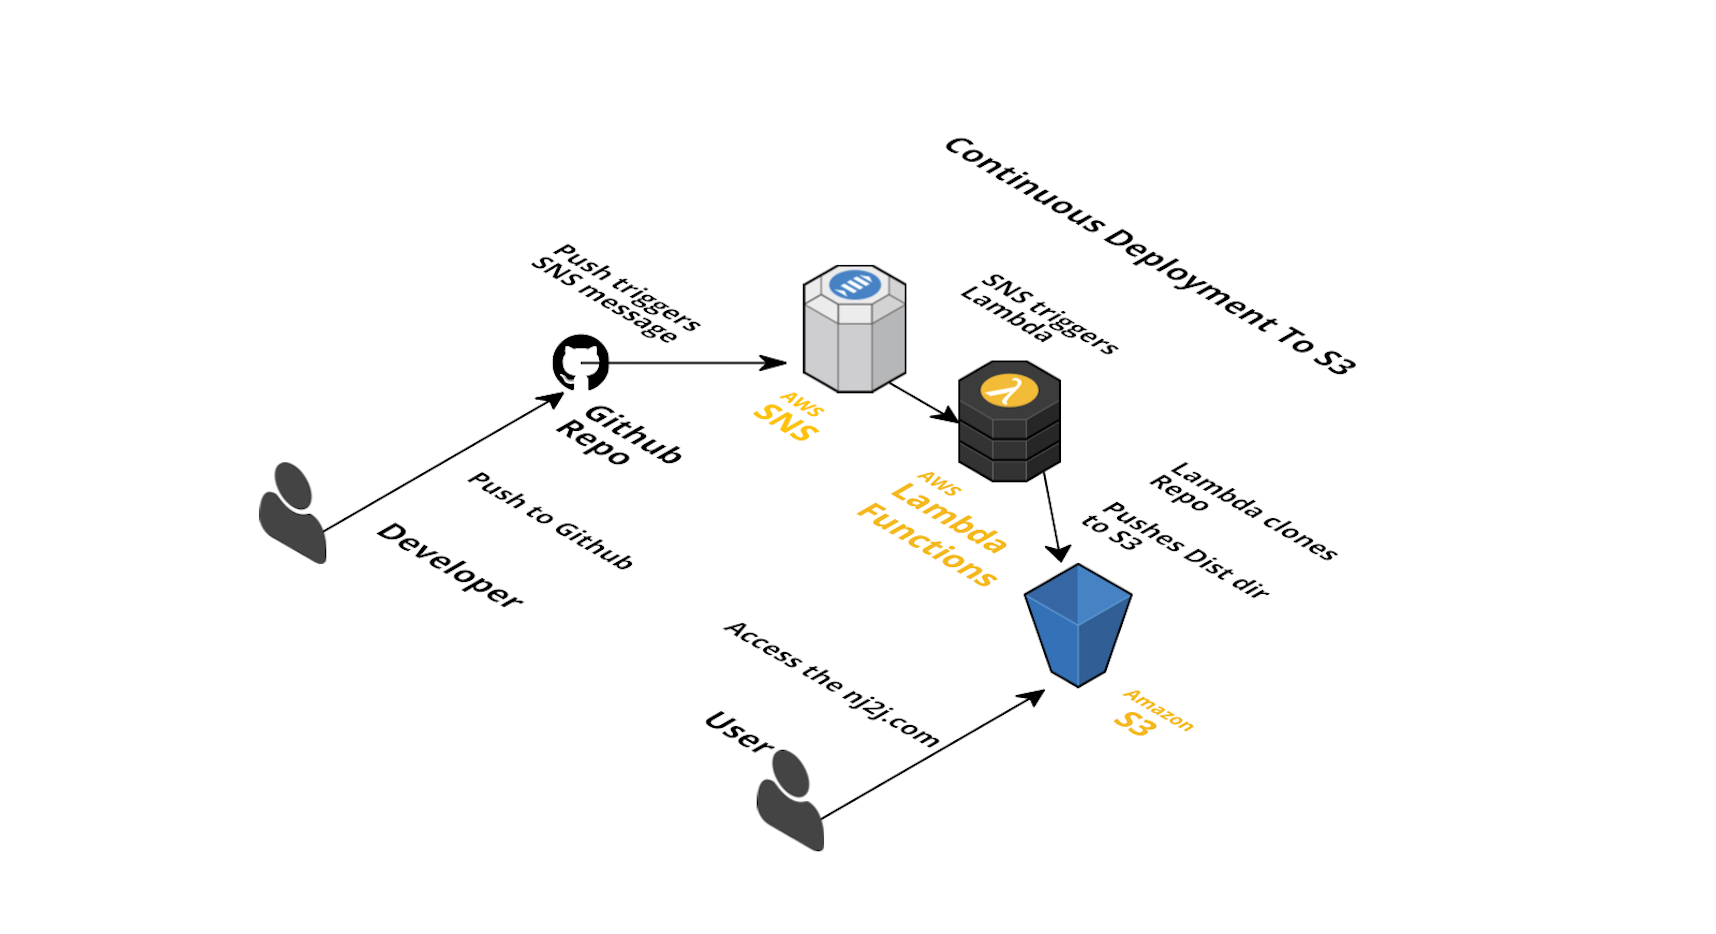 Continuous Deployment To S3
Push triggers
SNS message
SNS triggers
Lambda
AWS
SNS
Github
Repo
AWS
Lambda
Functions
Lambda clones
Repo
Pushes Dist dir
to S3
Push to Github
Developer
Access the nj2j.com
User
Amazon
S3
λ